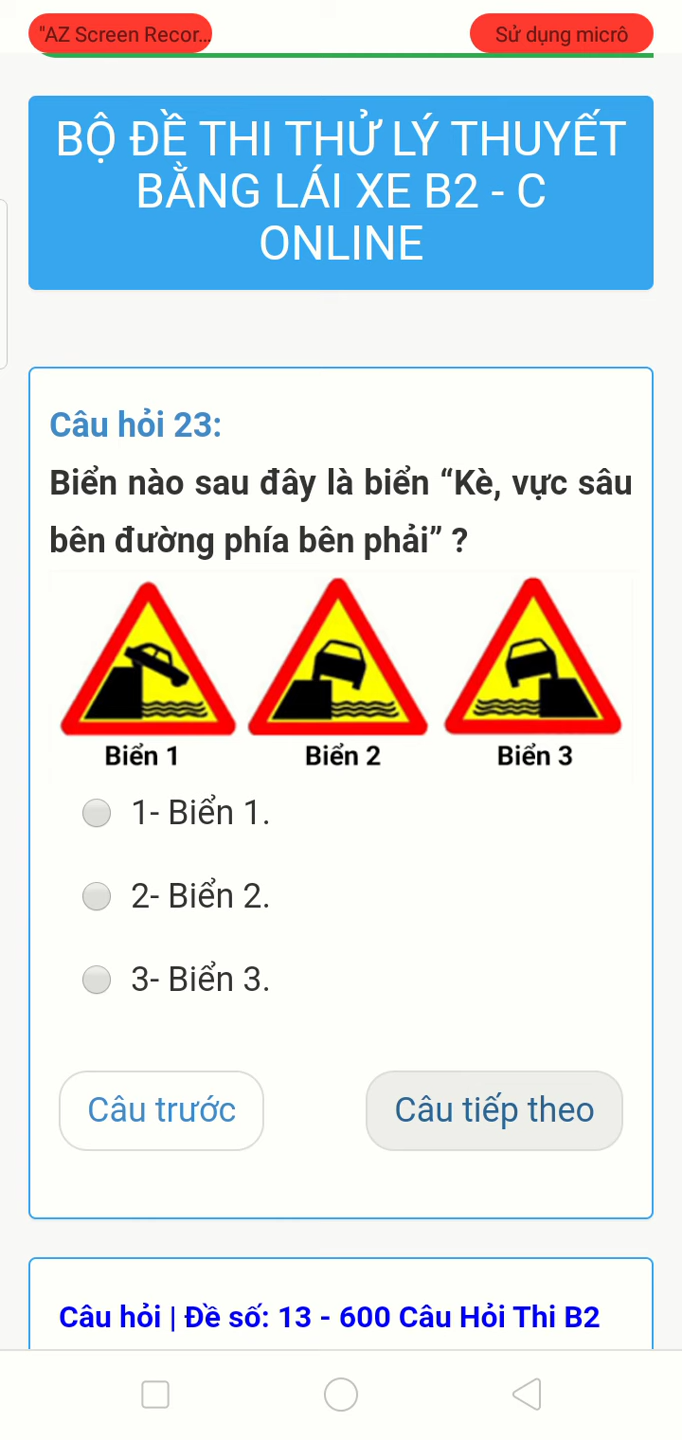 "AZ Screen Recor...
Sử dụng micrô
BỘ ĐỀ THI THỬ LÝ THUYẾT
BẰNG LÁI XE B2 - C
ONLINE
Câu hỏi 23:
Biển nào sau đây là biển “Kè, vực sâu
bên đường phía bên phải” ?
Biển 1
Biển 2
Biển 3
1- Biển 1.
2- Biển 2.
3- Biển 3.
Câu trước
Câu tiếp theo
Câu hỏi | Đề số: 13 - 600 Câu Hỏi Thi B2